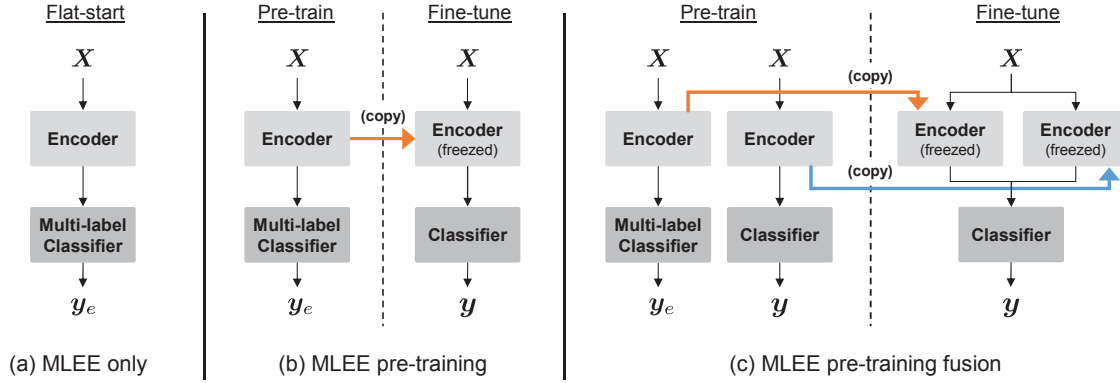 Flat-start
X
Encoder
Multi-label
Classifier
y_e
(a) MLEE only
Pre-train
Fine-tune
X
X
(copy)
Encoder
Encoder
(freezed)
Multi-label
Classifier
Classifier
y_e
y
(b) MLEE pre-training
Pre-train
Fine-tune
X
X
X
(copy)
Encoder
Encoder
Encoder
(freezed)
Encoder
(freezed)
(copy)
Multi-label
Classifier
Classifier
Classifier
y_e
y
y
(c) MLEE pre-training fusion